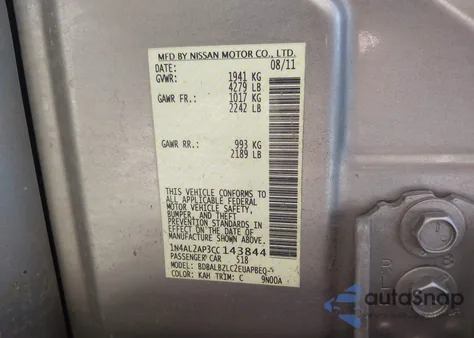 MFD BY NISSAN MOTOR CO., LTD.
DATE: 08/11
GVWR: 1941 KG
4279 LB
GAWR FR.: 1017 KG
2242 LB
GAWR RR.: 993 KG
2189 LB
THIS VEHICLE CONFORMS TO
ALL APPLICABLE FEDERAL
MOTOR VEHICLE SAFETY,
BUMPER, AND THEFT
PREVENTION STANDARDS
IN EFFECT ON THE DATE OF
MANUFACTURE SHOWN ABOVE.
1N4AL2AP3CC143844
PASSENGER CAR 518
MODEL: BDBALBZLC2EUAPBEQ-
COLOR: KAH TRIM: C 9N00A
autoSnap